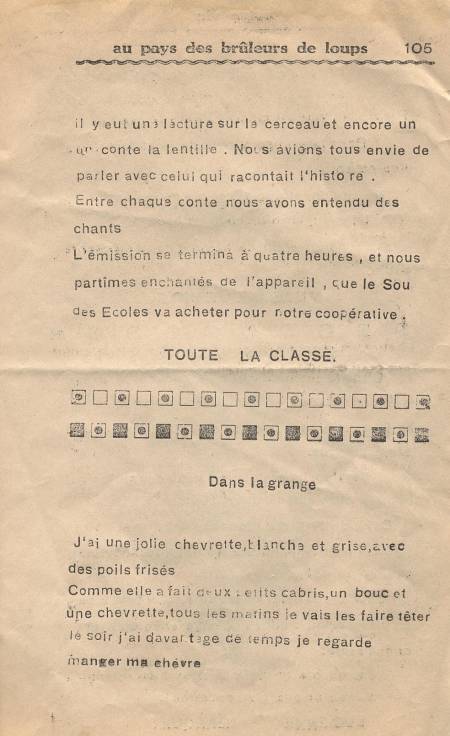 au pays des brûleurs de loups 105
il y eut une lecture sur le cerceau et encore un
conte la lentille . Nous avions tous envie de
parler avec celui qui racontait l'histo re .
Entre chaque conte nous avons entendu des
chants
L'émission se termina à quatre heures , et nous
partîmes enchantés de l'appareil , que le Sou
des Ecoles va acheter pour notre coopérative .
TOUTE LA CLASSE.
Dans la grange
J'ai une jolie chevrette,blanche et grise,avec
des poils frisés
Comme elle a fait deux petits cabris,un bouc et
une chevrette,tous les matins je vais les faire têter
le soir j'ai davantage de temps je regarde
manger ma chévre